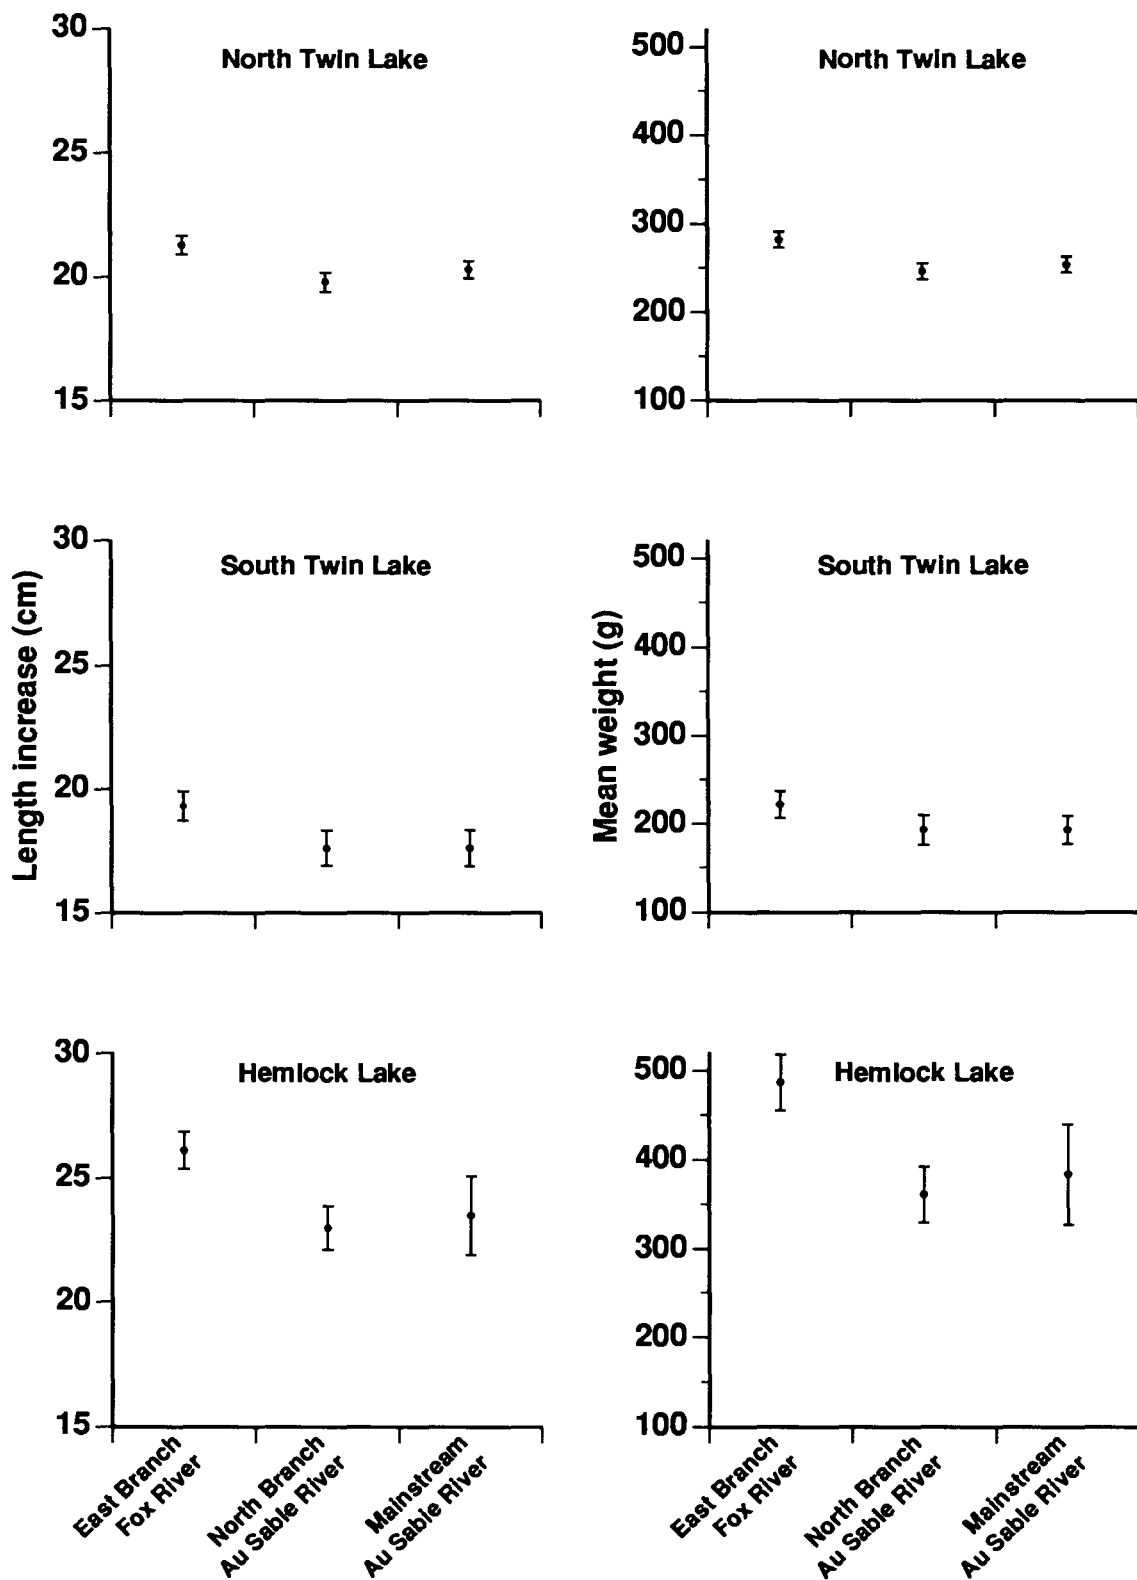 30
25
20
15
North Twin Lake
500
400
300
200
100
North Twin Lake
Length increase (cm)
30
25
20
15
South Twin Lake
Mean weight (g)
500
400
300
200
100
South Twin Lake
30
25
20
15
Hemlock Lake
East Branch
Fox River
North Branch
Au Sable River
Mainstream
Au Sable River
500
400
300
200
100
Hemlock Lake
East Branch
Fox River
North Branch
Au Sable River
Mainstream
Au Sable River